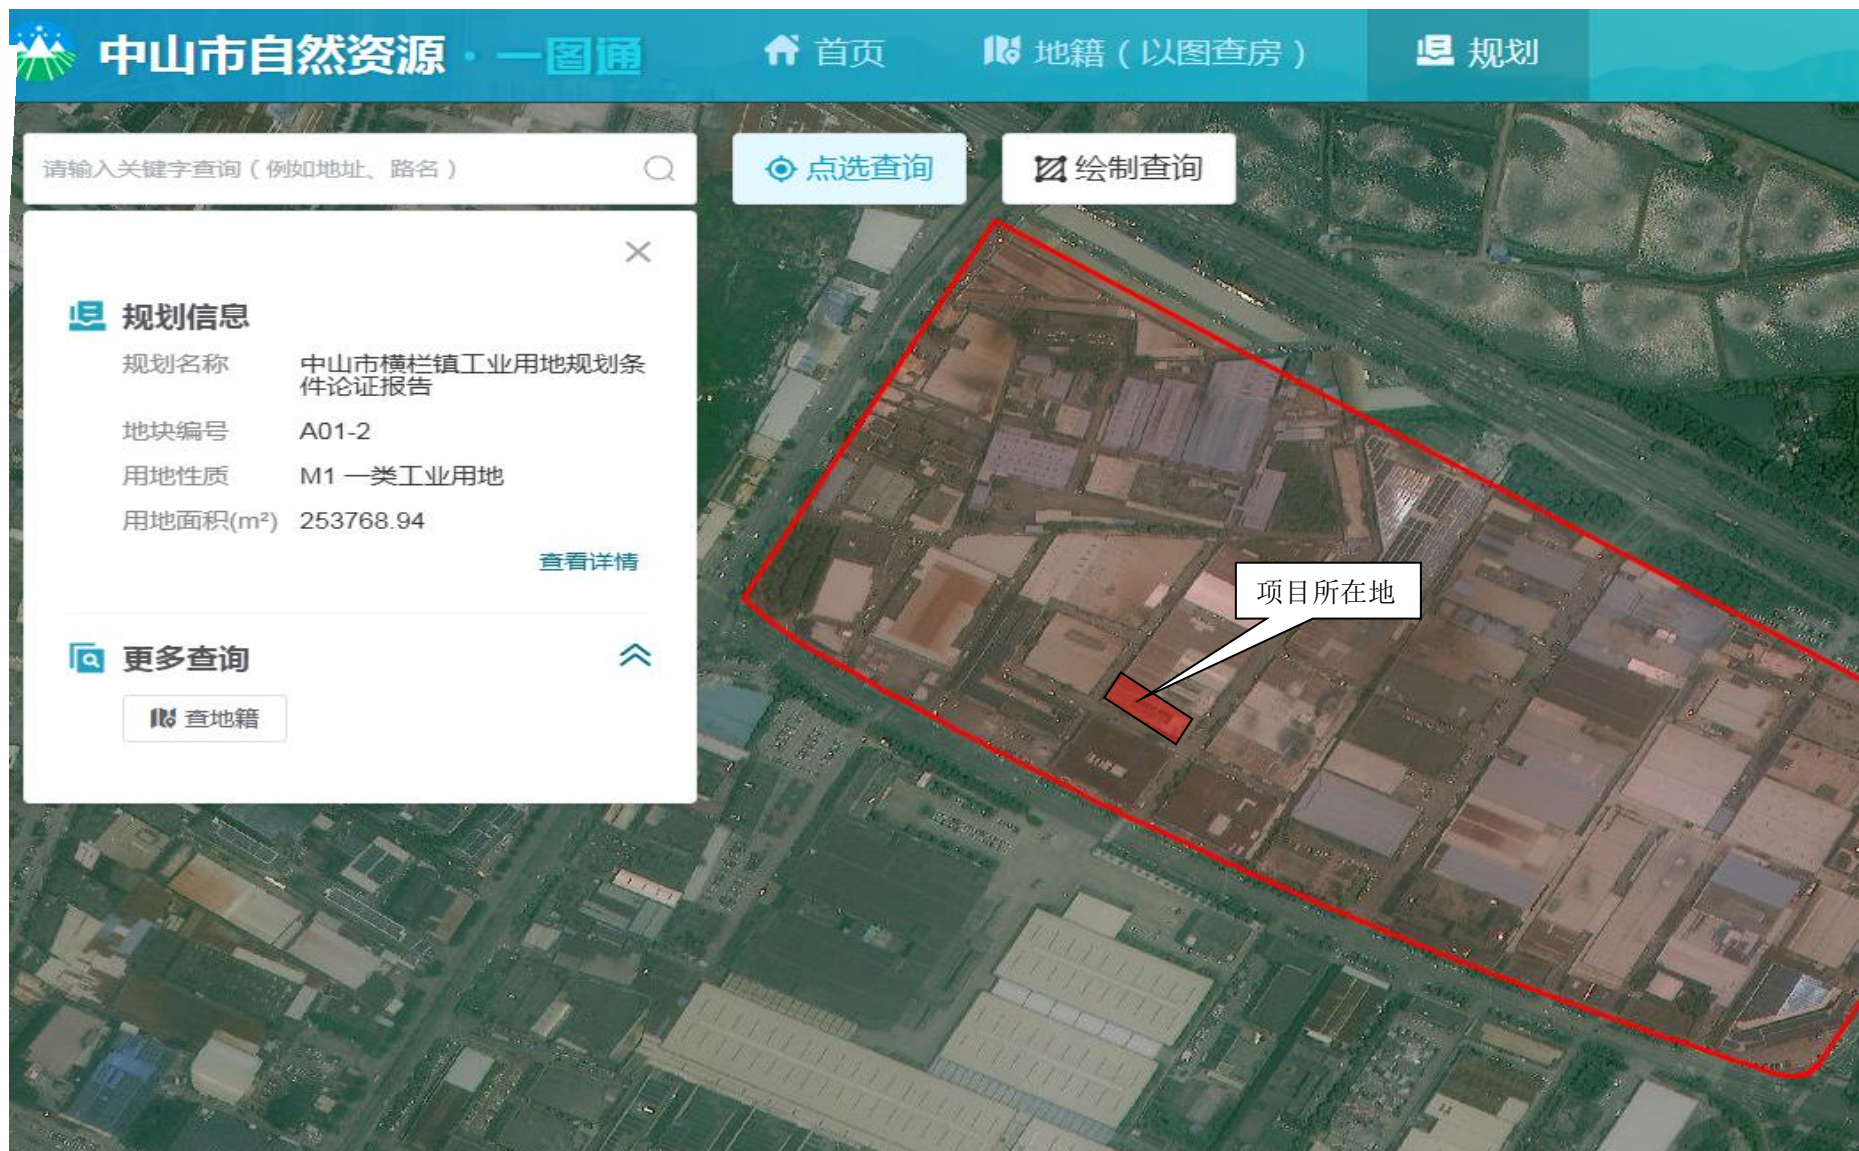 中山市自然资源·一图通
首页
地籍（以图查房）
规划
请输入关键字查询（例如地址、路名）
点选查询
绘制查询
规划信息
规划名称 中山市横栏镇工业用地规划条
件论证报告
地块编号 A01-2
用地性质 M1 一类工业用地
用地面积(m²) 253768.94
查看详情
项目所在地
更多查询
查地籍